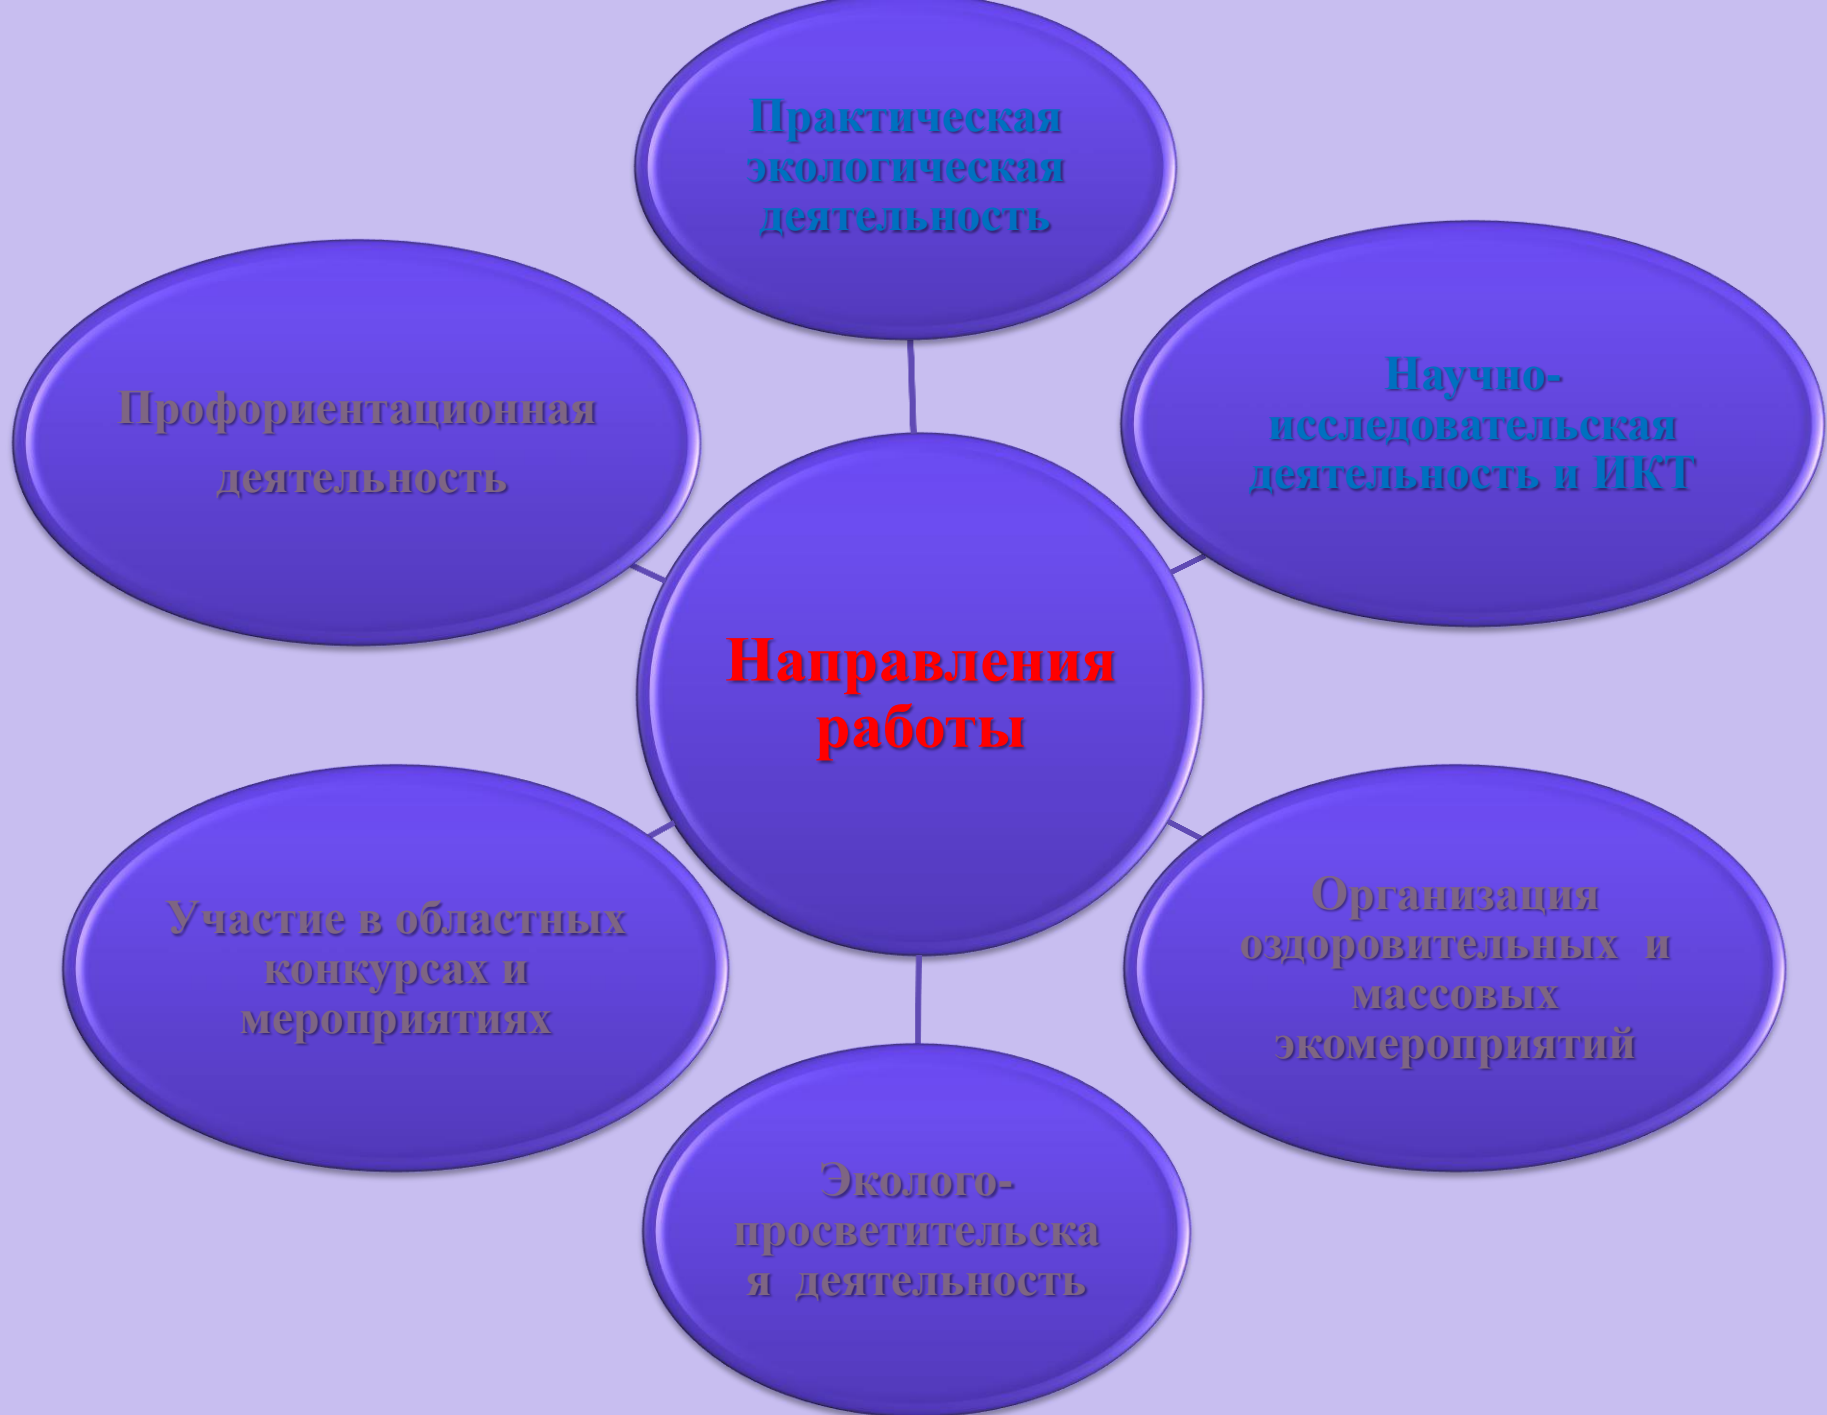 Практическая
экологическая
деятельность
Научно-
исследовательская
деятельность и ИКТ
Профориентационная
деятельность
Направления
работы
Организация
оздоровительных  и
массовых
экомероприятий
Участие в областных
конкурсах и
мероприятиях
Эколого-
просветительска
я  деятельность